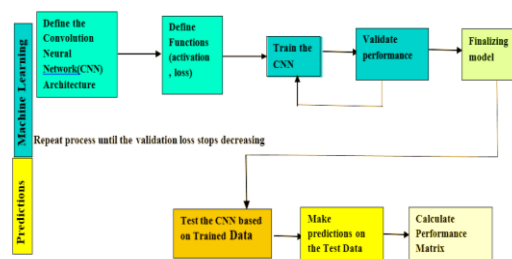 Machine Learning
Define the
Convolution
Neural
Network(CNN)
Architecture
Define
Functions
(activation
, loss)
Train the
CNN
Validate
performance
Finalizing
model
Repeat process until the validation loss stops decreasing
Predictions
Test the CNN based
on Trained Data
Make
predictions on
the Test Data
Calculate
Performance
Matrix